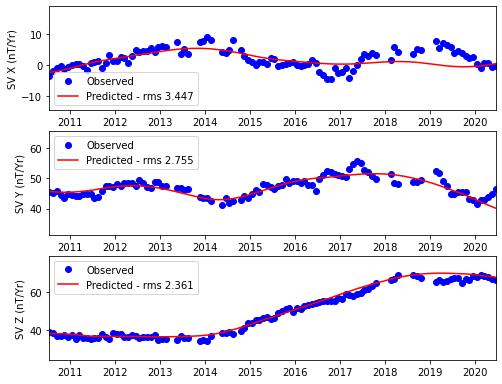 SV X (nT/Yr)
10
0
−10
Observed
Predicted - rms 3.447
2011 2012 2013 2014 2015 2016 2017 2018 2019 2020
SV Y (nT/Yr)
60
50
40
Observed
Predicted - rms 2.755
2011 2012 2013 2014 2015 2016 2017 2018 2019 2020
SV Z (nT/Yr)
60
40
Observed
Predicted - rms 2.361
2011 2012 2013 2014 2015 2016 2017 2018 2019 2020